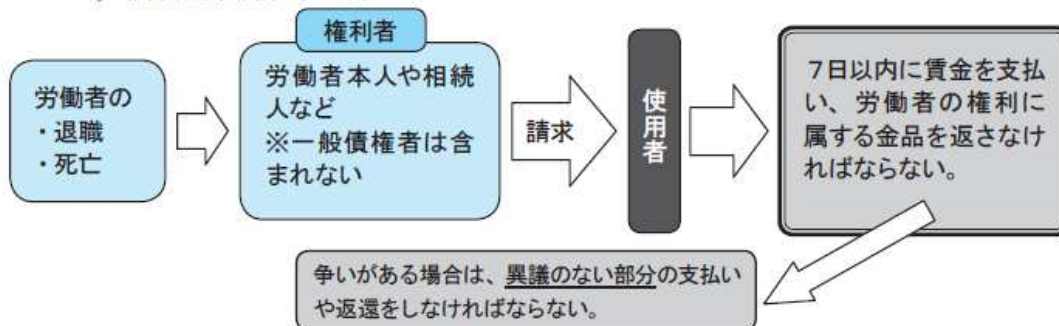 権利者
労働者の
・退職
・死亡
労働者本人や相続
人など
※一般債権者は含
まれない
請求
使用者
７日以内に賃金を支払
い、労働者の権利に
属する金品を返さなけ
ればならない。
争いがある場合は、異議のない部分の支払い
や返還をしなければならない。